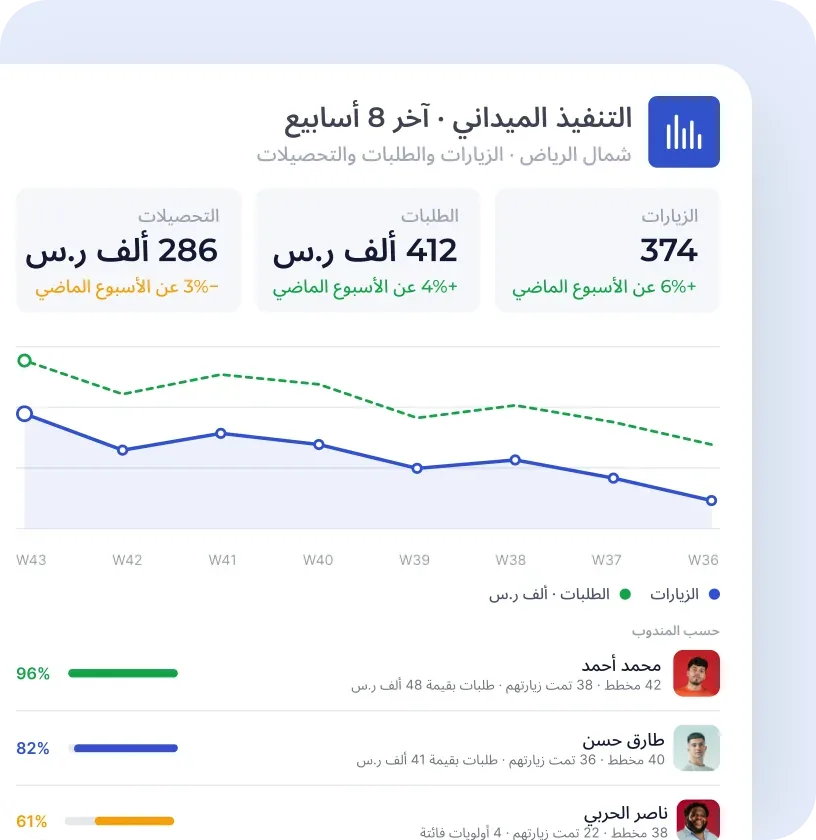 التنفيذ الميداني · آخر 8 أسابيع
شمال الرياض · الزيارات والطلبات والتحصيلات
الزيارات
374
+6% عن الأسبوع الماضي
الطلبات
412 ألف ر.س
+4% عن الأسبوع الماضي
التحصيلات
286 ألف ر.س
−3% عن الأسبوع الماضي
W36 W37 W38 W39 W40 W41 W42 W43
الزيارات
الطلبات · ألف ر.س
حسب المندوب
محمد أحمد
42 مخطط · 38 تمت زيارتهم · طلبات بقيمة 48 ألف ر.س
96%
طارق حسن
40 مخطط · 36 تمت زيارتهم · طلبات بقيمة 41 ألف ر.س
82%
ناصر الحربي
38 مخطط · 22 تمت زيارتهم · 4 أولويات فائتة
61%